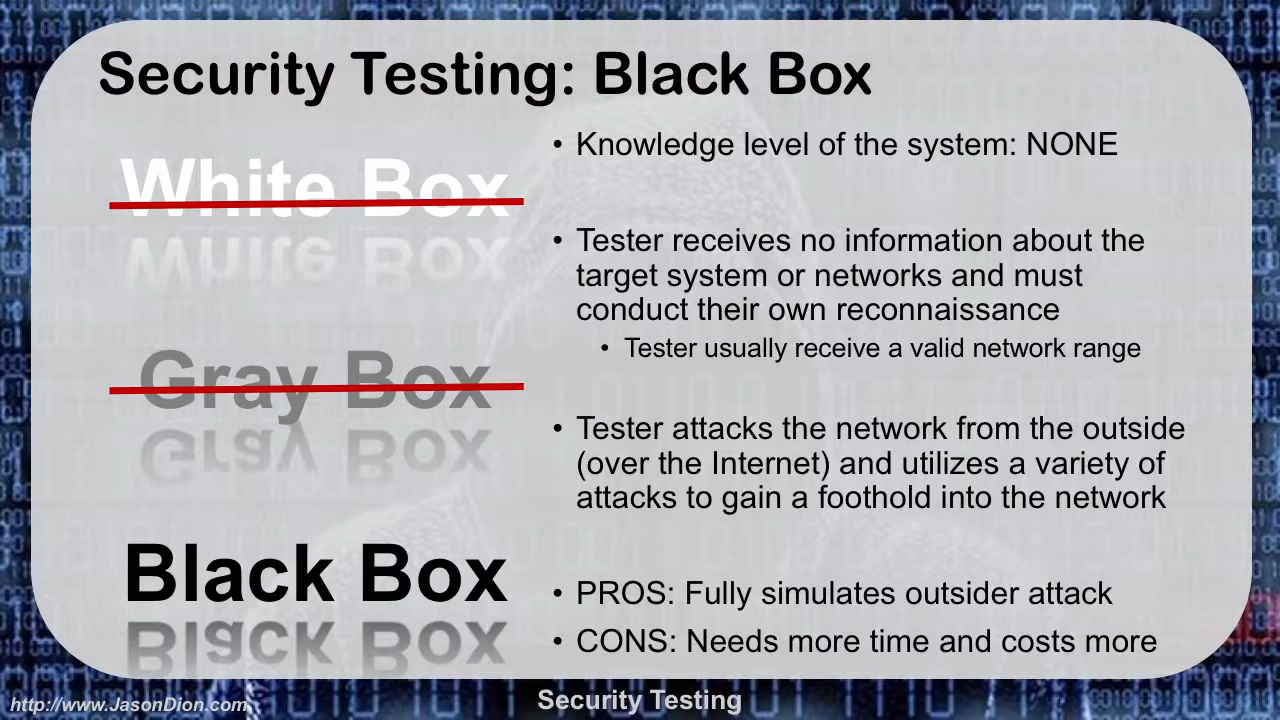 Security Testing: Black Box
White Box
Gray Box
Black Box
• Knowledge level of the system: NONE
• Tester receives no information about the
target system or networks and must
conduct their own reconnaissance
• Tester usually receive a valid network range
• Tester attacks the network from the outside
(over the Internet) and utilizes a variety of
attacks to gain a foothold into the network
• PROS: Fully simulates outsider attack
• CONS: Needs more time and costs more
http://www.JasonDion.com
Security Testing